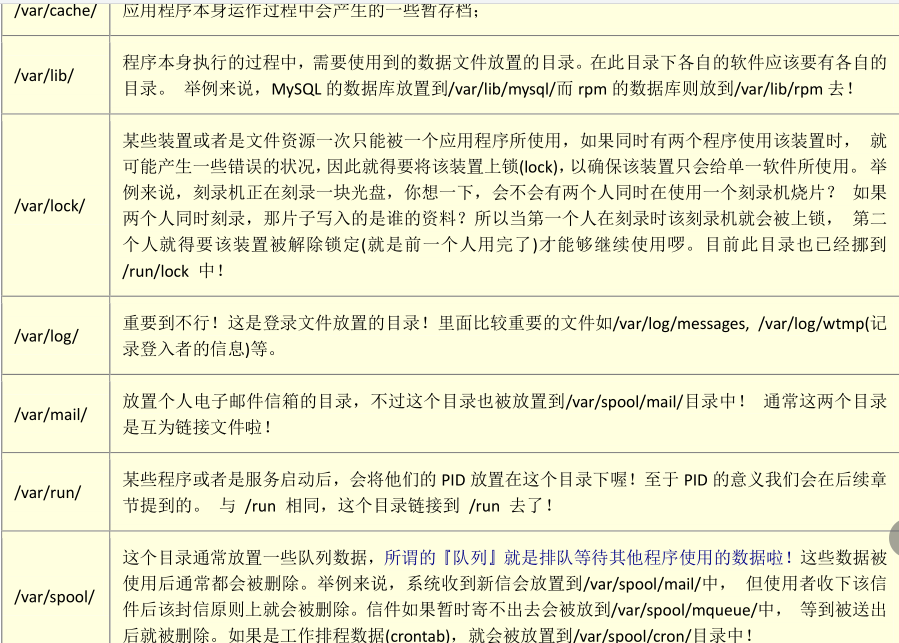 /var/cache/ 应用程序本身运作过程中会产生的一些暂存档；
/var/lib/
程序本身执行的过程中，需要使用到的数据文件放置的目录。在此目录下各自的软件应该要有各自的
目录。 举例来说，MySQL 的数据库放置到/var/lib/mysql/而 rpm 的数据库则放到/var/lib/rpm 去！
/var/lock/
某些装置或者是文件资源一次只能被一个应用程序所使用，如果同时有两个程序使用该装置时， 就
可能产生一些错误的状况，因此就得要将该装置上锁(lock)，以确保该装置只会给单一软件所使用。 举
例来说，刻录机正在刻录一块光盘，你想一下，会不会有两个人同时在使用一个刻录机烧片？ 如果
两个人同时刻录，那片子写入的是谁的资料？所以当第一个人在刻录时该刻录机就会被上锁， 第二
个人就得要该装置被解除锁定(就是前一个人用完了)才能够继续使用啰。目前此目录也已经挪到
/run/lock 中！
/var/log/
重要到不行！这是登录文件放置的目录！里面比较重要的文件如/var/log/messages, /var/log/wtmp(记
录登入者的信息)等。
/var/mail/
放置个人电子邮件信箱的目录，不过这个目录也被放置到/var/spool/mail/目录中！ 通常这两个目录
是互为链接文件啦！
/var/run/
某些程序或者是服务启动后，会将他们的 PID 放置在这个目录下喔！至于 PID 的意义我们会在后续章
节提到的。 与 /run 相同，这个目录链接到 /run 去了！
/var/spool/
这个目录通常放置一些队列数据，所谓的『队列』就是排队等待其他程序使用的数据啦！这些数据被
使用后通常都会被删除。举例来说，系统收到新信会放置到/var/spool/mail/中， 但使用者收下该信
件后该封信原则上就会被删除。信件如果暂时寄不出去会被放到/var/spool/mqueue/中， 等到被送出
后就被删除。如果是工作排程数据(crontab)，就会被放置到/var/spool/cron/目录中！